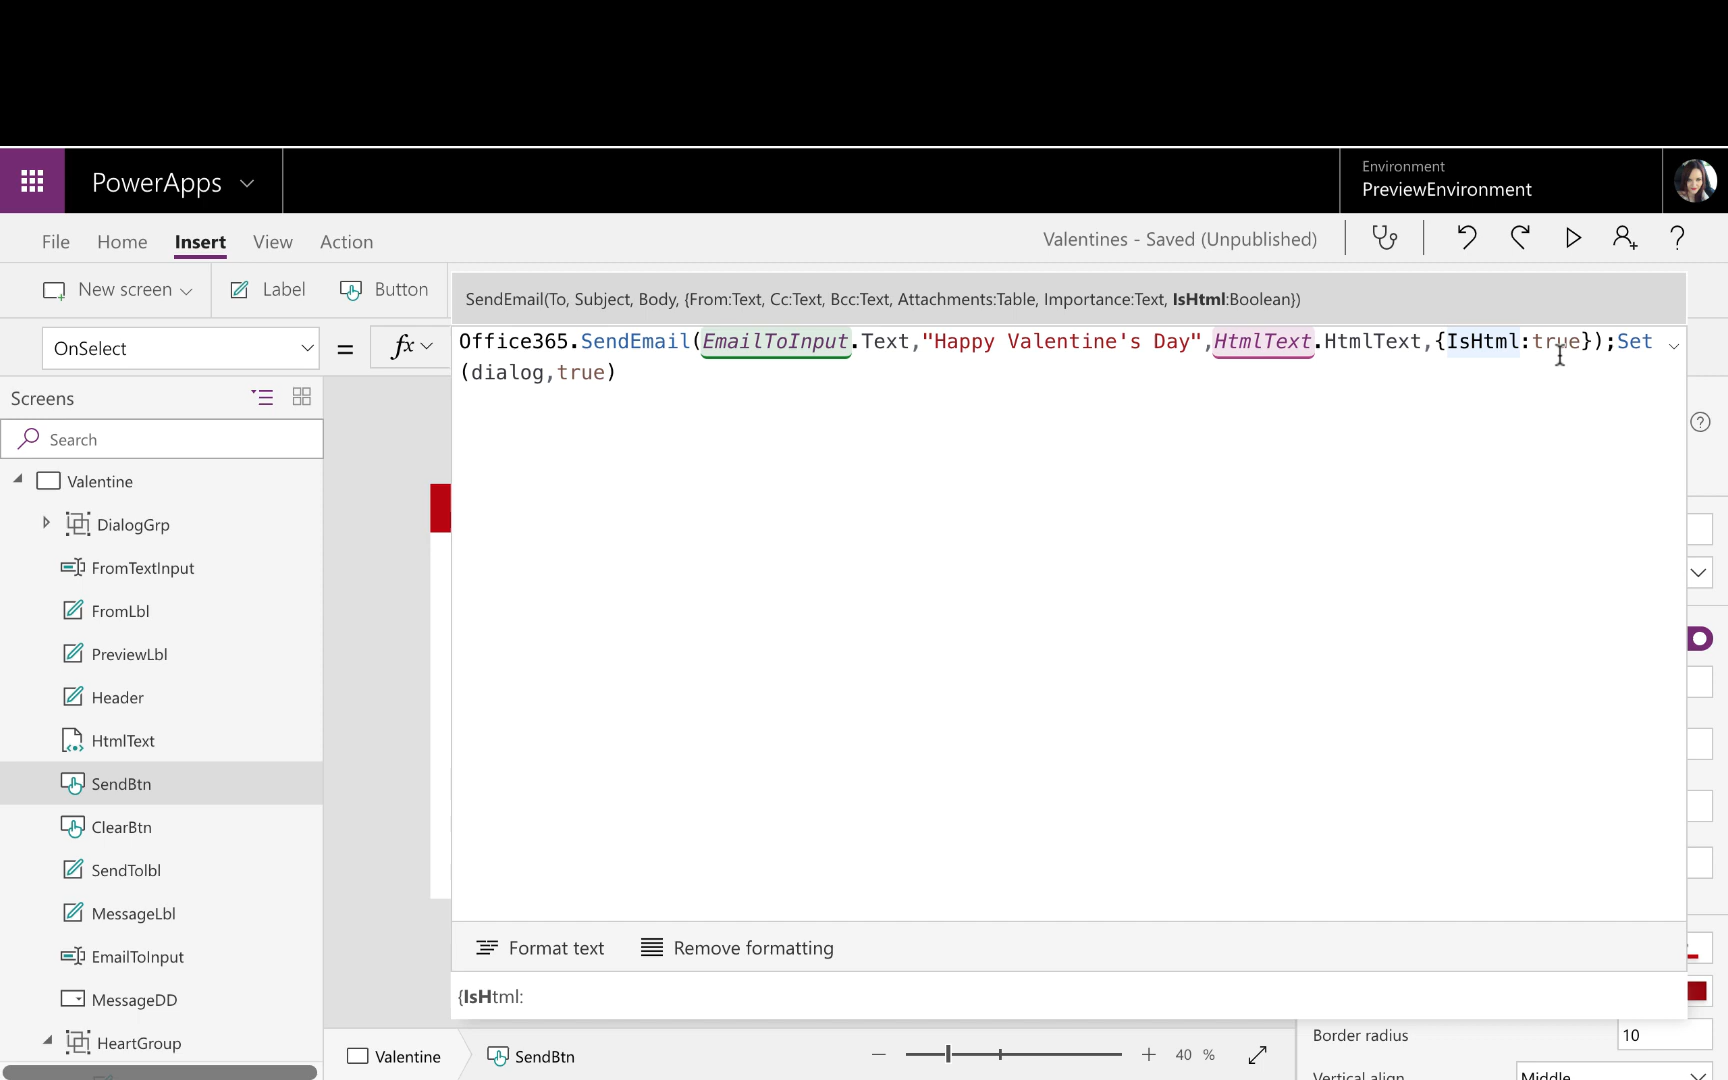 PowerApps
Environment
PreviewEnvironment
File Home Insert View Action
Valentines - Saved (Unpublished)
?
New screen Label Button
SendEmail(To, Subject, Body, {From:Text, Cc:Text, Bcc:Text, Attachments:Table, Importance:Text, IsHtml:Boolean})
OnSelect = fx
Office365.SendEmail(EmailToInput.Text,"Happy Valentine's Day",HtmlText.HtmlText,{IsHtml:true});Set
(dialog,true)
Screens
?
Search
Valentine
DialogGrp
FromTextInput
FromLbl
PreviewLbl
Header
HtmlText
SendBtn
ClearBtn
SendTolbl
MessageLbl
EmailToInput
MessageDD
HeartGroup
Format text Remove formatting
{IsHtml:
Valentine SendBtn
40 %
Border radius 10
Vertical align Middle